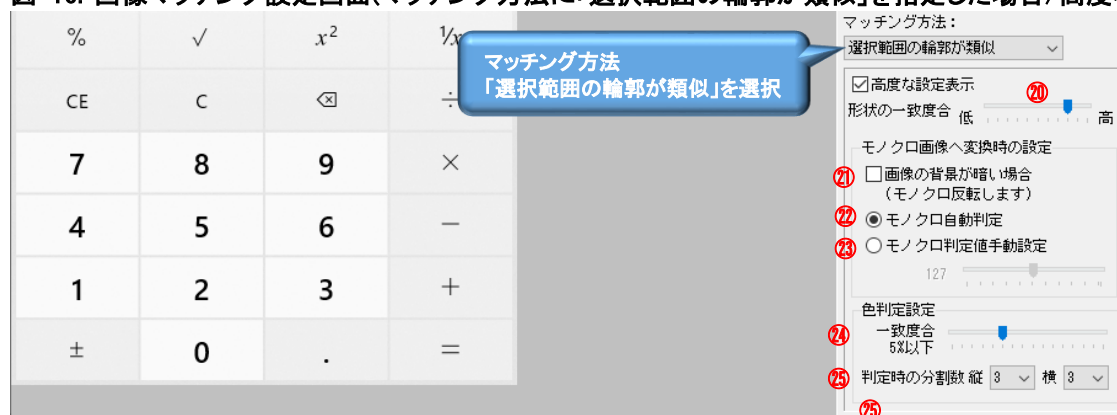 マッチング方法:
% √ x² ¹/x
選択範囲の輪郭が類似
マッチング方法
「選択範囲の輪郭が類似」を選択
高度な設定表示
⑳
CE C ÷
形状の一致度合 低 高
モノクロ画像へ変換時の設定
7 8 9 ×
㉑ 画像の背景が暗い場合
(モノクロ反転します)
4 5 6 −
㉒ モノクロ自動判定
㉓ モノクロ判定値手動設定
127
1 2 3 +
色判定設定
㉔ 一致度合
5%以下
± 0 . =
㉕ 判定時の分割数 縦 3 横 3
㉕